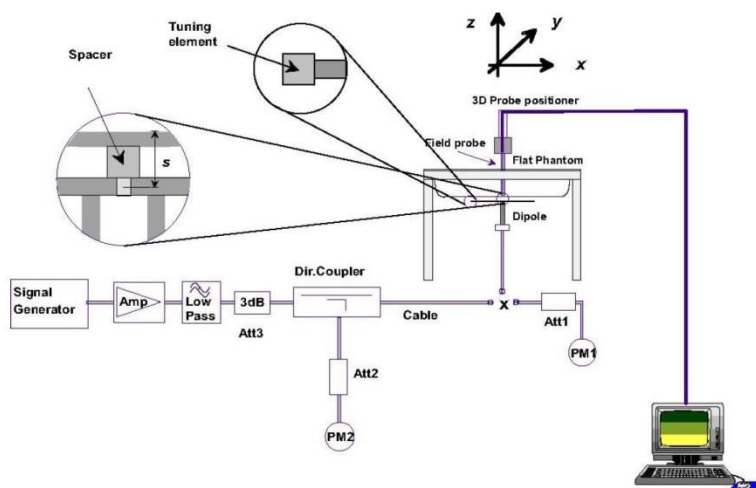 Tuning
element
Spacer
s
z
y
x
3D Probe positioner
Field probe
Flat Phantom
Dipole
Signal
Generator
Amp
Low
Pass
3dB
Att3
Dir.Coupler
Cable
x
Att1
PM1
Att2
PM2